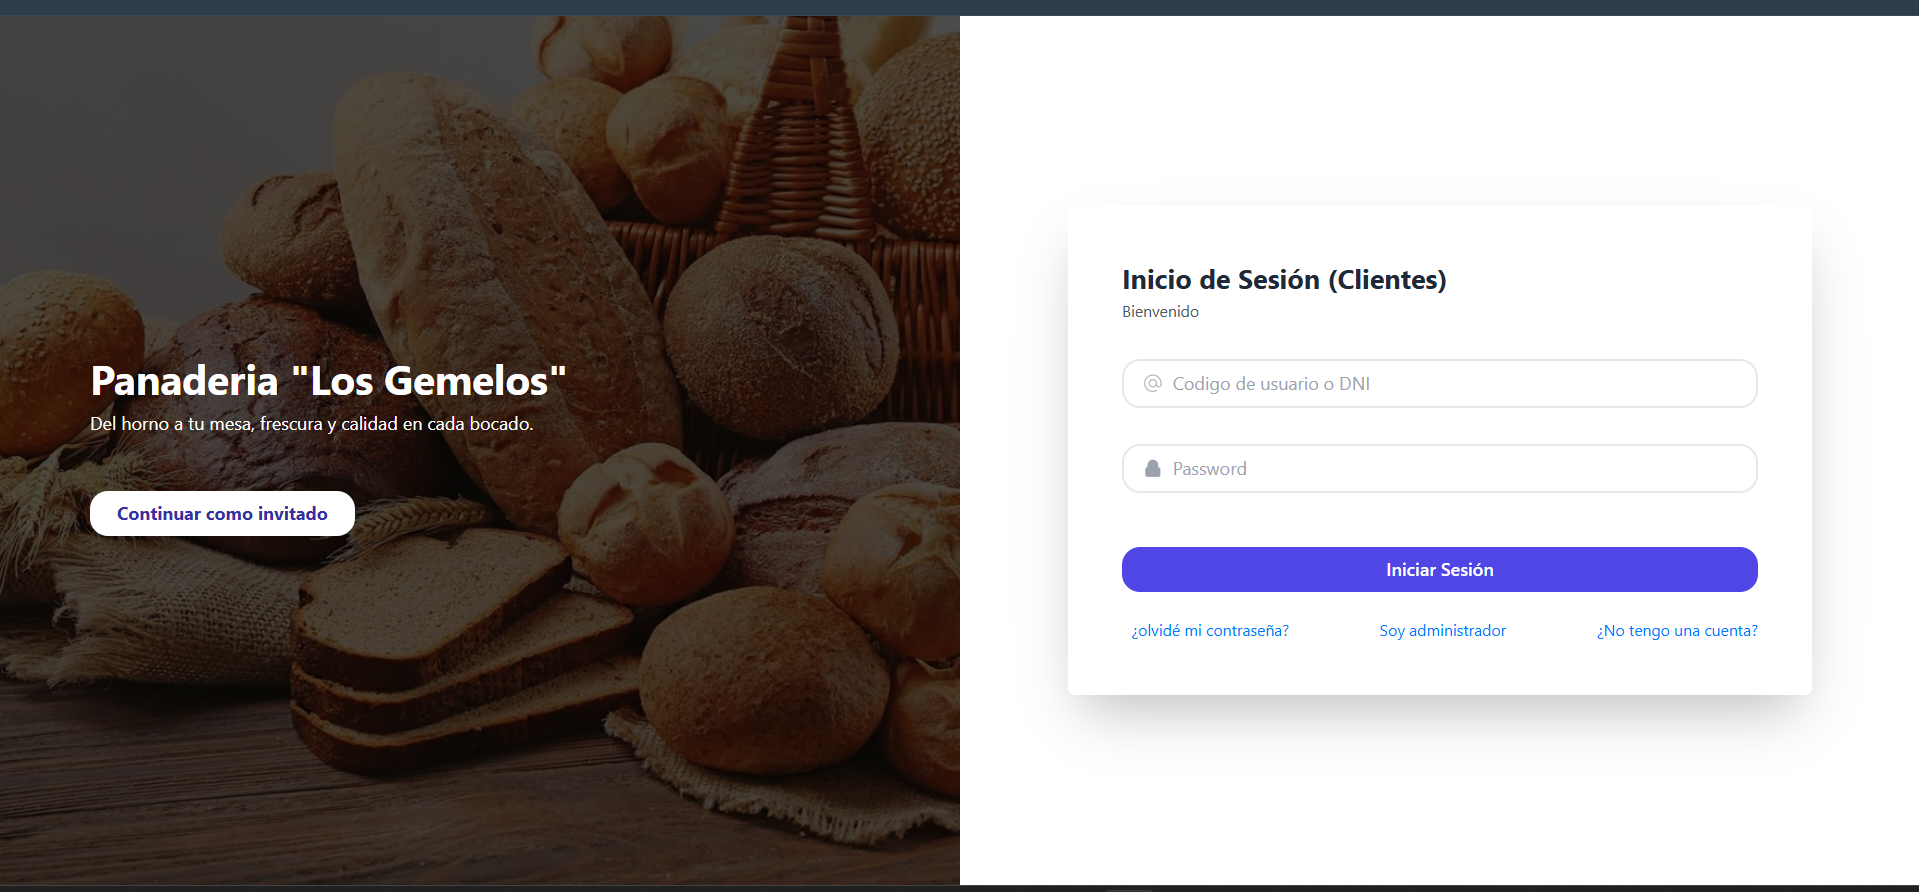 Panaderia "Los Gemelos"
Del horno a tu mesa, frescura y calidad en cada bocado.
Continuar como invitado
Inicio de Sesión (Clientes)
Bienvenido
Codigo de usuario o DNI
Password
Iniciar Sesión
¿olvidé mi contraseña? Soy administrador ¿No tengo una cuenta?